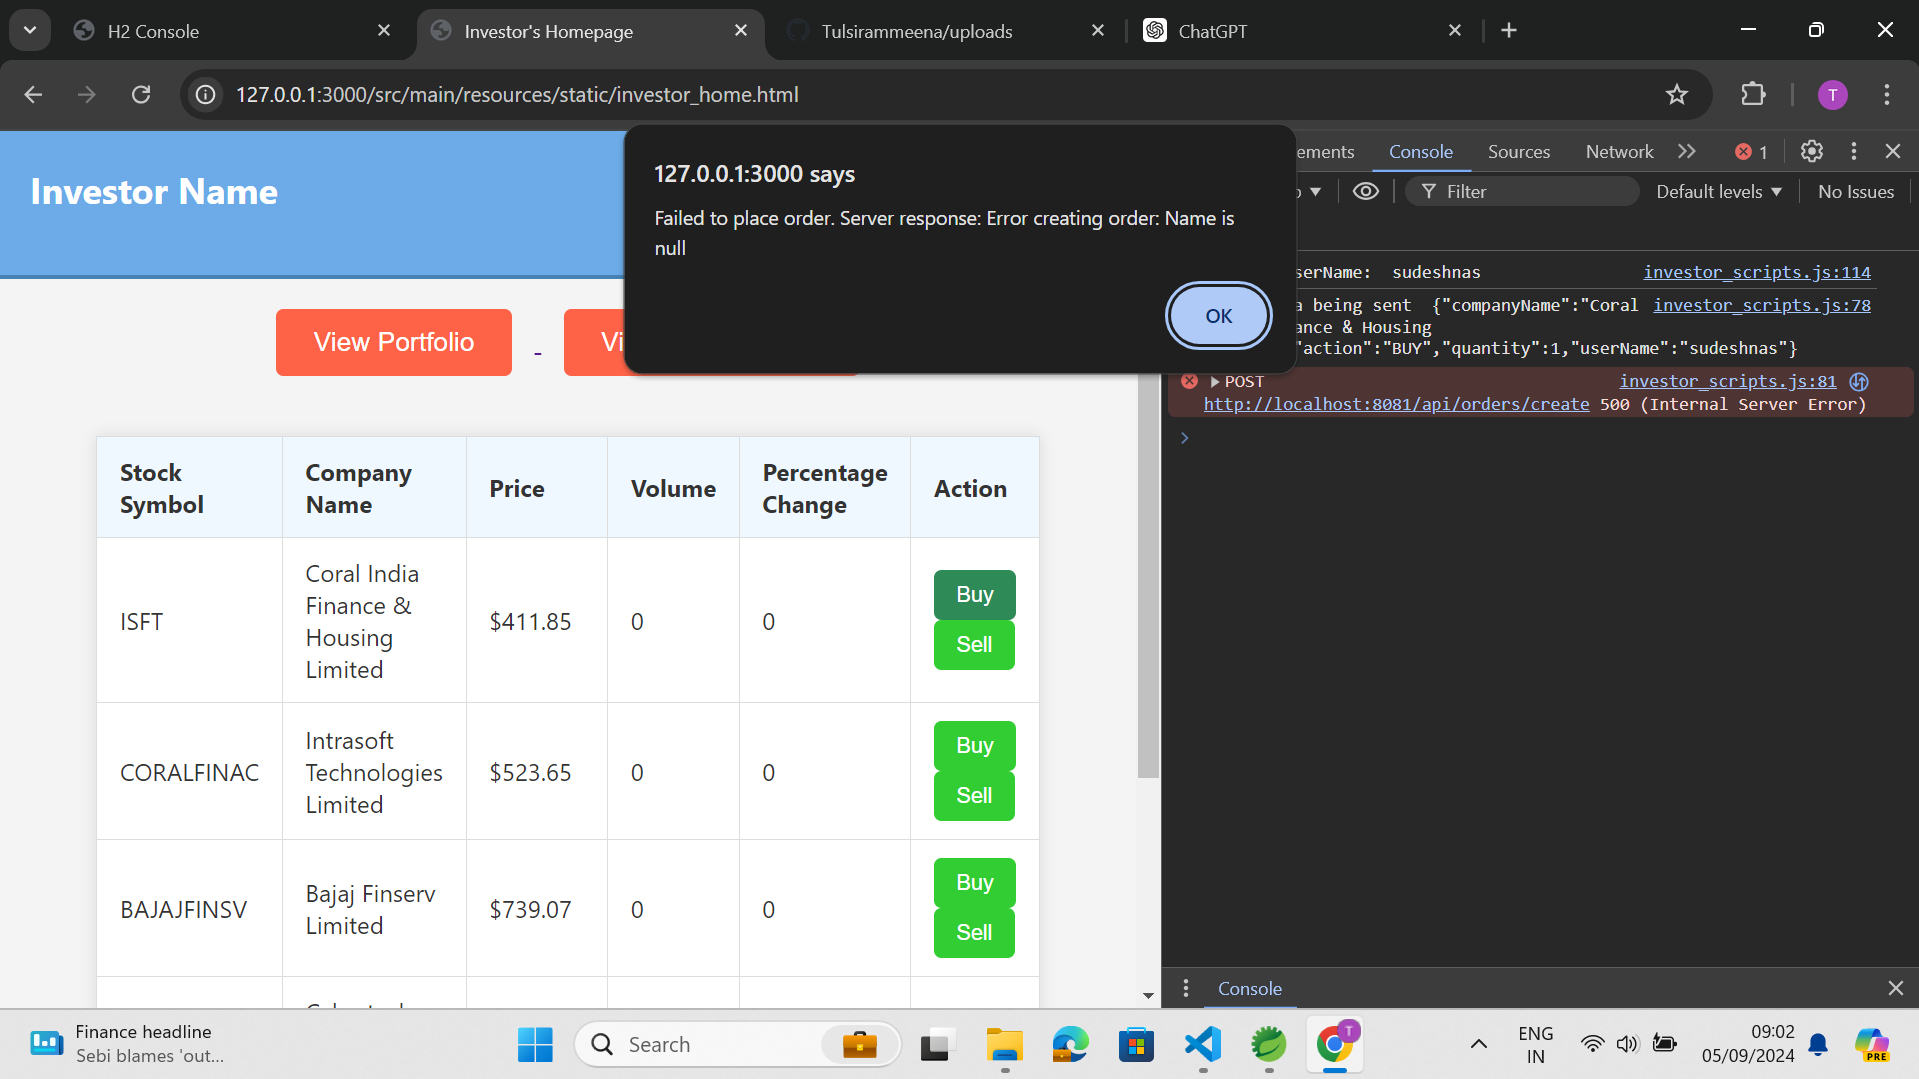 H2 Console
Investor's Homepage
Tulsirammeena/uploads
ChatGPT
127.0.0.1:3000/src/main/resources/static/investor_home.html
T
Investor Name
127.0.0.1:3000 says
Failed to place order. Server response: Error creating order: Name is
null
OK
View Portfolio
-
Vi
ements
Console
Sources
Network
1
Filter
Default levels
No Issues
serName: sudeshnas
investor_scripts.js:114
a being sent {"companyName":"Coral
investor_scripts.js:78
ance & Housing
"action":"BUY","quantity":1,"userName":"sudeshnas"}
POST
investor_scripts.js:81
http://localhost:8081/api/orders/create 500 (Internal Server Error)
Stock Symbol
Company Name
Price
Volume
Percentage Change
Action
ISFT
Coral India
Finance &
Housing
Limited
$411.85
0
0
Buy
Sell
CORALFINAC
Intrasoft
Technologies
Limited
$523.65
0
0
Buy
Sell
BAJAJFINSV
Bajaj Finserv
Limited
$739.07
0
0
Buy
Sell
Console
Finance headline
Sebi blames 'out...
Search
T
ENG
IN
09:02
05/09/2024
PRE